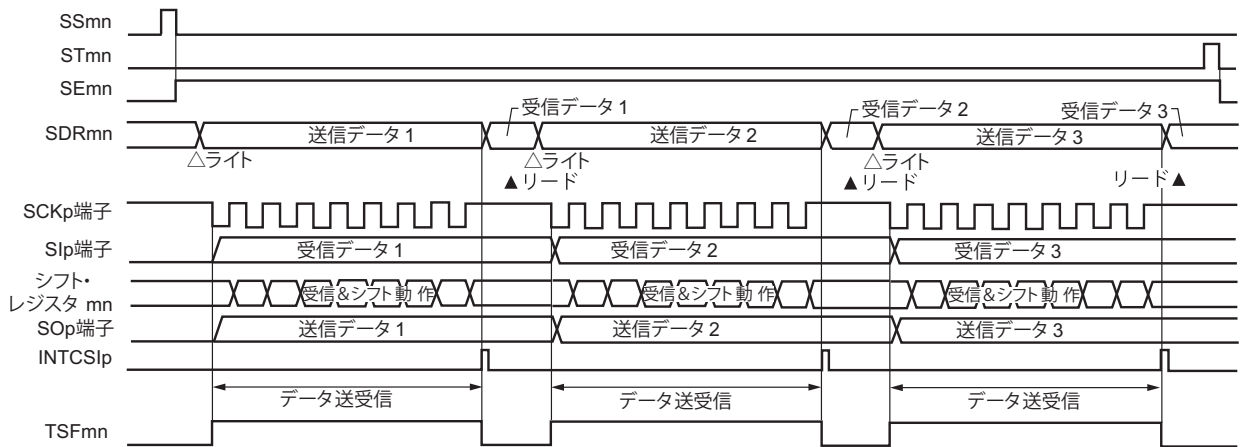 SSmn
STmn
SEmn
受信データ 1
受信データ 2
受信データ 3
SDRmn
送信データ 1
送信データ 2
送信データ 3
△ライト
△ライト
△ライト
▲リード
▲リード
リード▲
SCKp端子
SIp端子
受信データ 1
受信データ 2
受信データ 3
シフト・
レジスタ mn
受信&シフト動 作
受信&シフト動 作
受信&シフト動 作
SOp端子
送信データ 1
送信データ 2
送信データ 3
INTCSIp
データ送受信
データ送受信
データ送受信
TSFmn